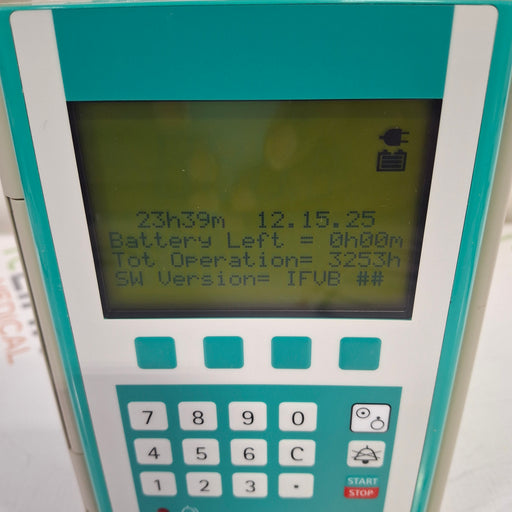 23h39m 12.15.25
Battery Left = 0h00m
Tot Operation= 3253h
SW Version= IFVB ##
7 8 9 0
4 5 6 C
1 2 3 .
START
STOP
MEDICAL